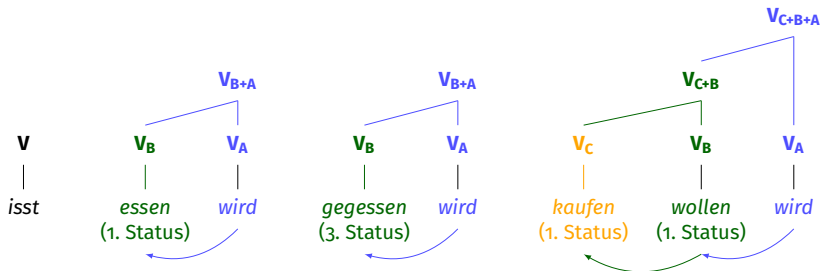 V_C+B+A
V_B+A V_B+A V_C+B
V V_B V_A V_B V_A V_C V_B V_A
isst essen wird gegessen wird kaufen wollen wird
(1. Status) (3. Status) (1. Status) (1. Status)